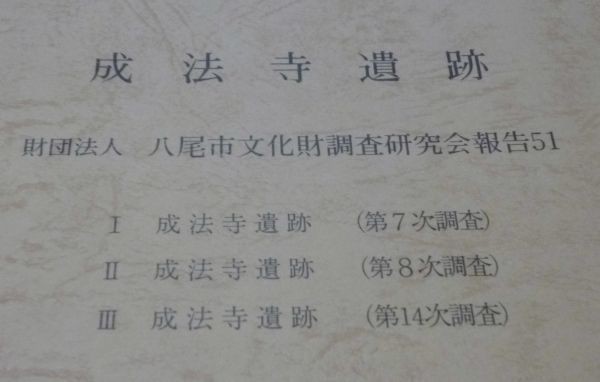 成法寺遺跡
財団法人 八尾市文化財調査研究会報告51
Ⅰ 成法寺遺跡 (第7次調査)
Ⅱ 成法寺遺跡 (第8次調査)
Ⅲ 成法寺遺跡 (第14次調査)